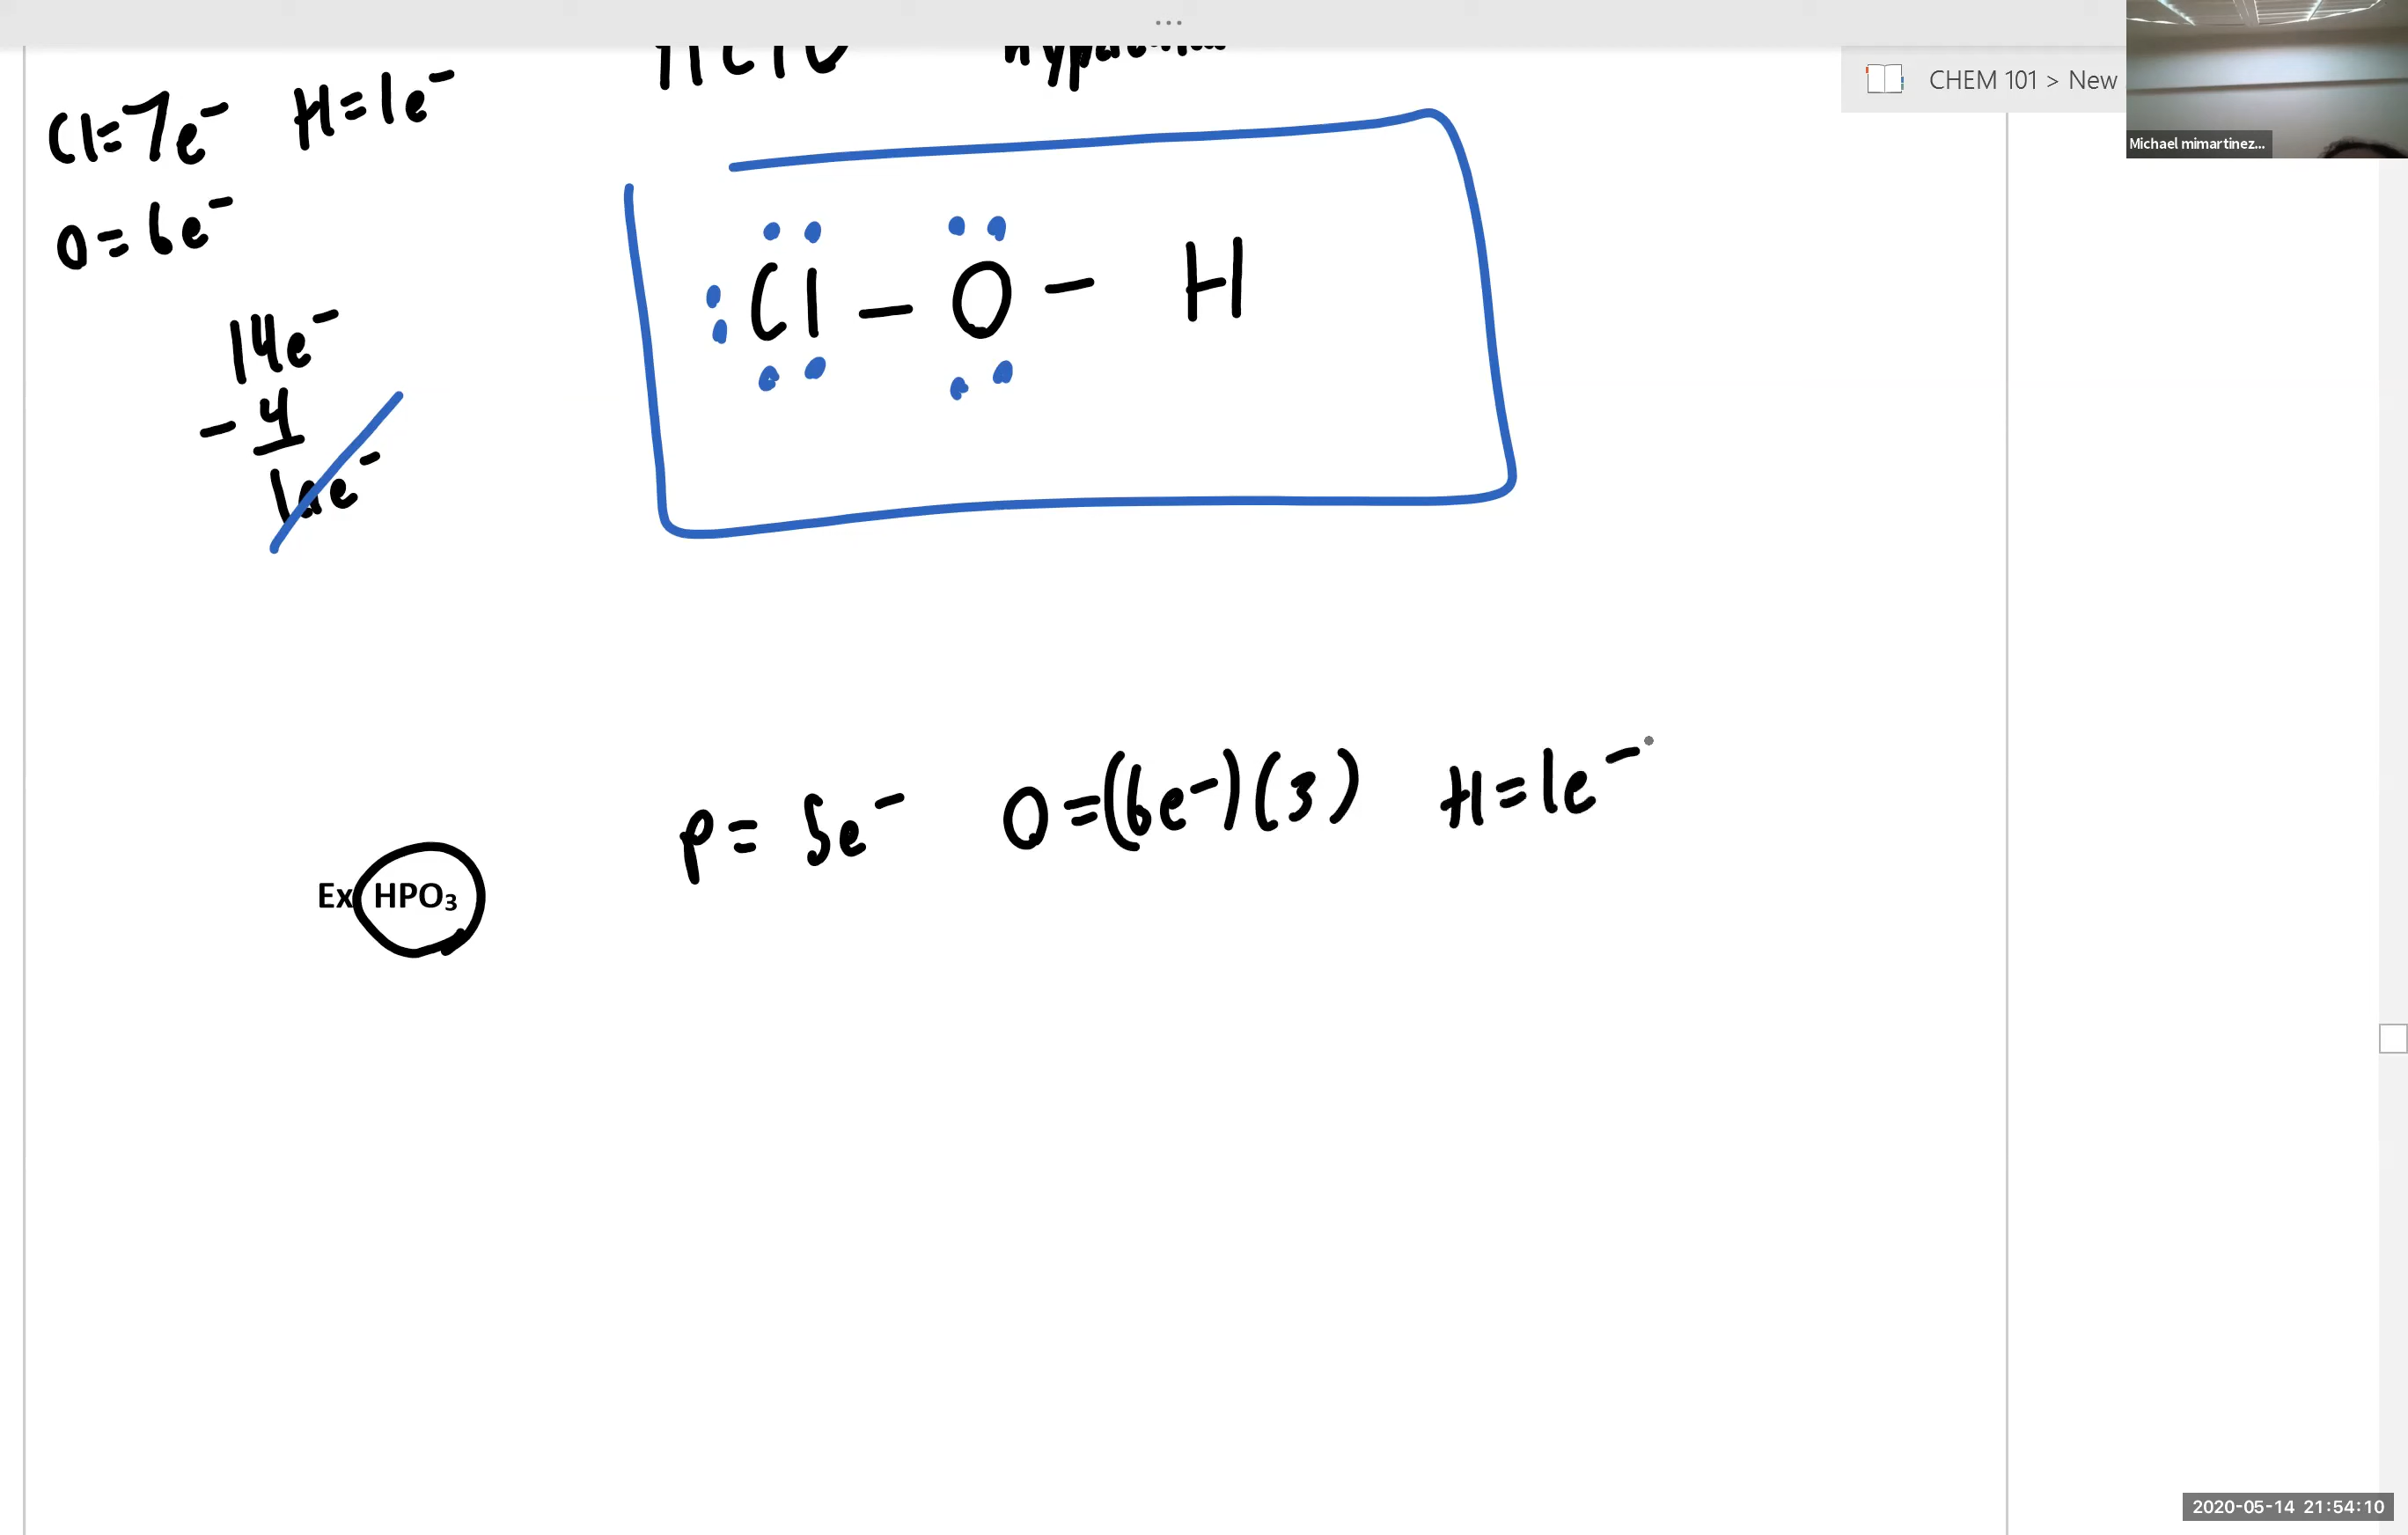 HClO
CHEM 101 > New
Michael mimartinez...
Cl=7e⁻ H=1e⁻
O=6e⁻
14e⁻
- 4
10e⁻
Cl - O - H
P= 5e⁻ O=(6e⁻)(3) H=1e⁻
Ex HPO₃
2020-05-14 21:54:10